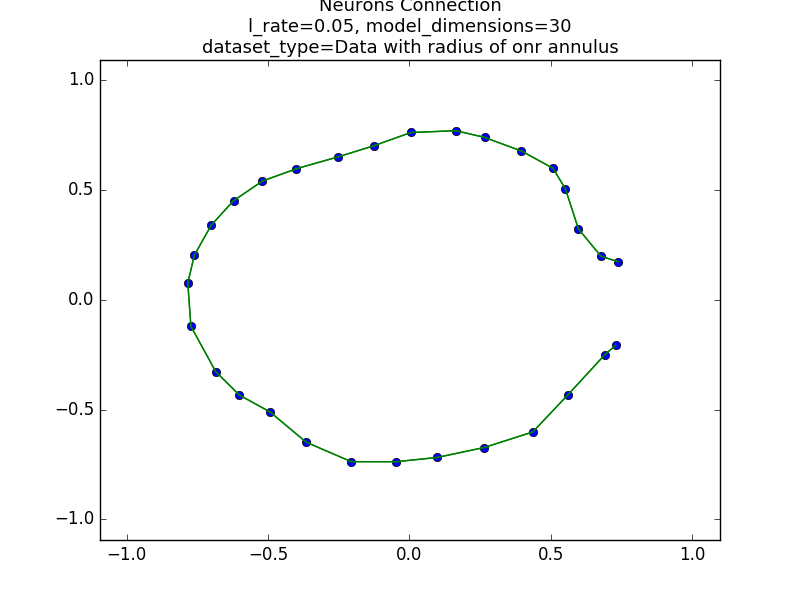 Neurons Connection
l_rate=0.05, model_dimensions=30
dataset_type=Data with radius of onr annulus
1.0
0.5
0.0
−0.5
−1.0
−1.0 −0.5 0.0 0.5 1.0